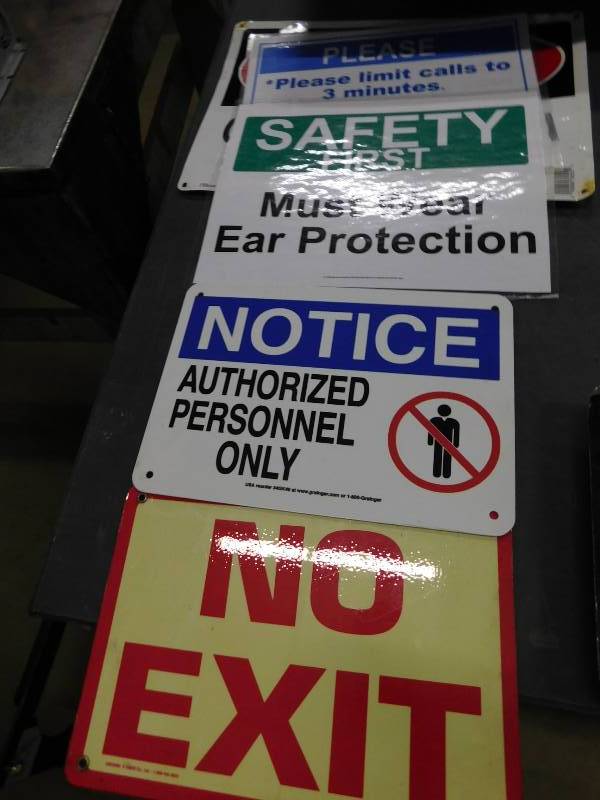 PLEASE
*Please limit calls to
3 minutes.
SAFETY
FIRST
Must Wear
Ear Protection
NOTICE
AUTHORIZED
PERSONNEL
ONLY
NO
EXIT